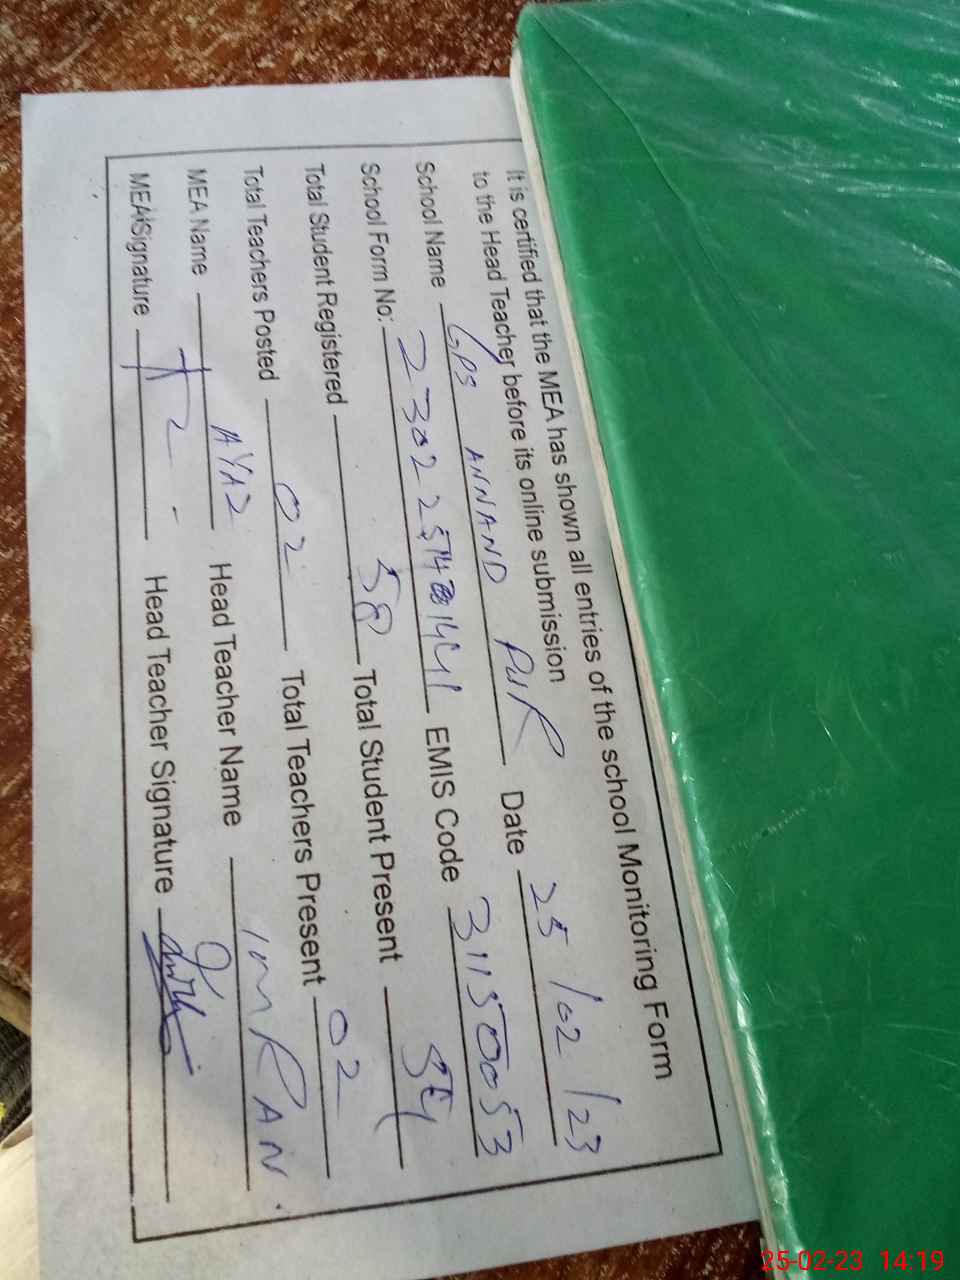 It is certified that the MEA has shown all entries of the school Monitoring Form
to the Head Teacher before its online submission
School Name GPS ANNAND PUR Date 25/02/23
School Form No: EMIS Code 31150053
Total Student Registered 58 Total Student Present 54
Total Teachers Posted 02 Total Teachers Present 02
MEA Name AYAZ Head Teacher Name IMRAN
MEA Signature Head Teacher Signature
25-02-23 14:19